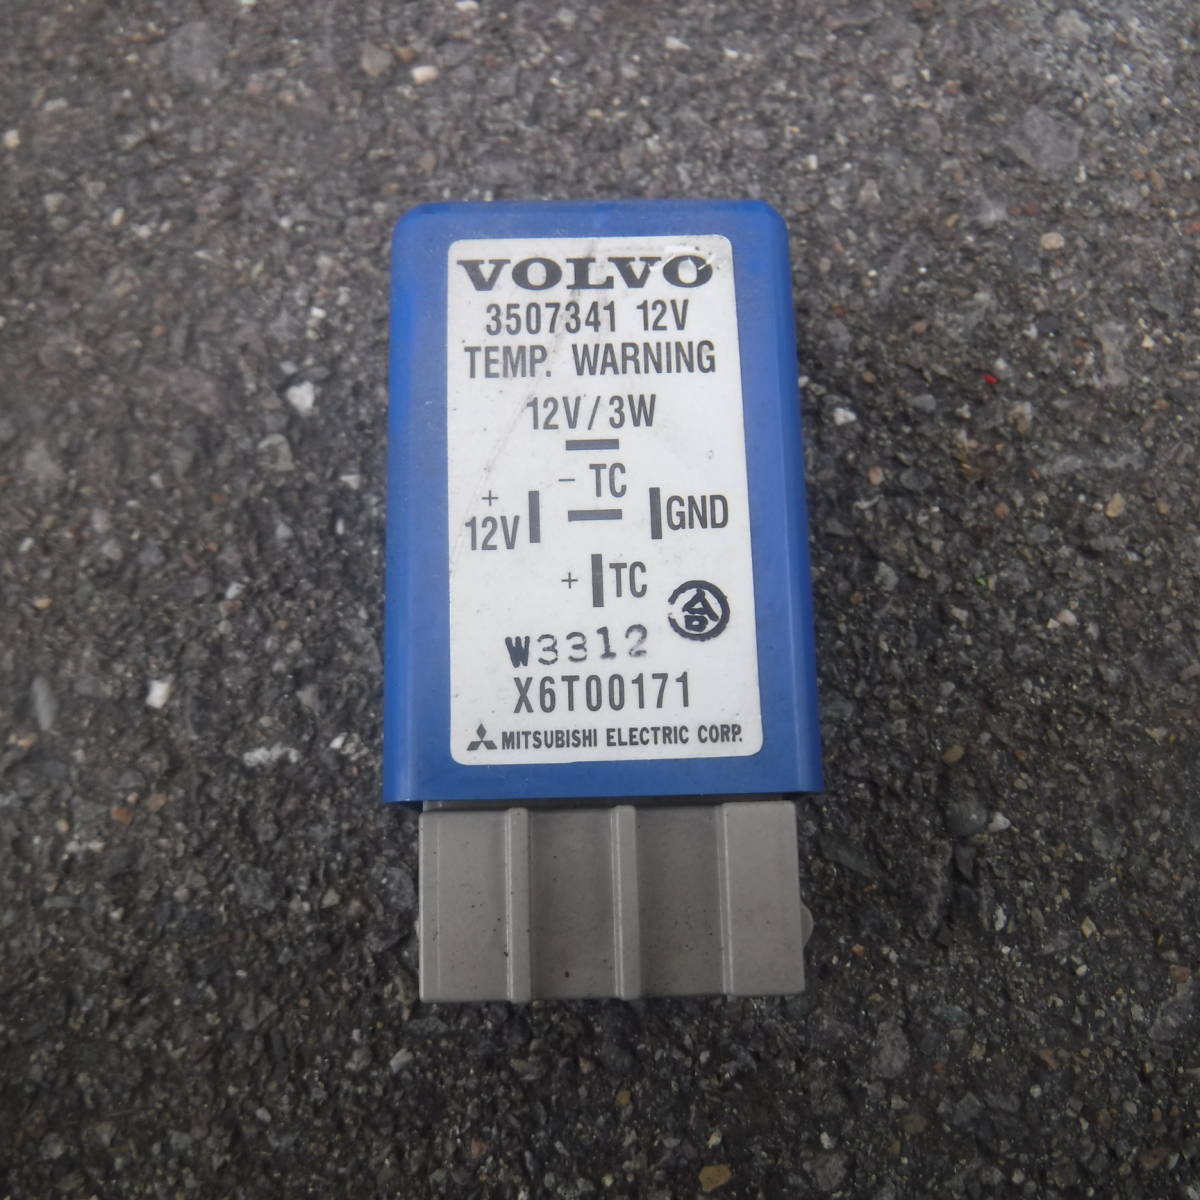 VOLVO
3507341 12V
TEMP. WARNING
12V/3W
- TC
+
12V
GND
+ TC
合
W3312
X6T00171
MITSUBISHI ELECTRIC CORP.